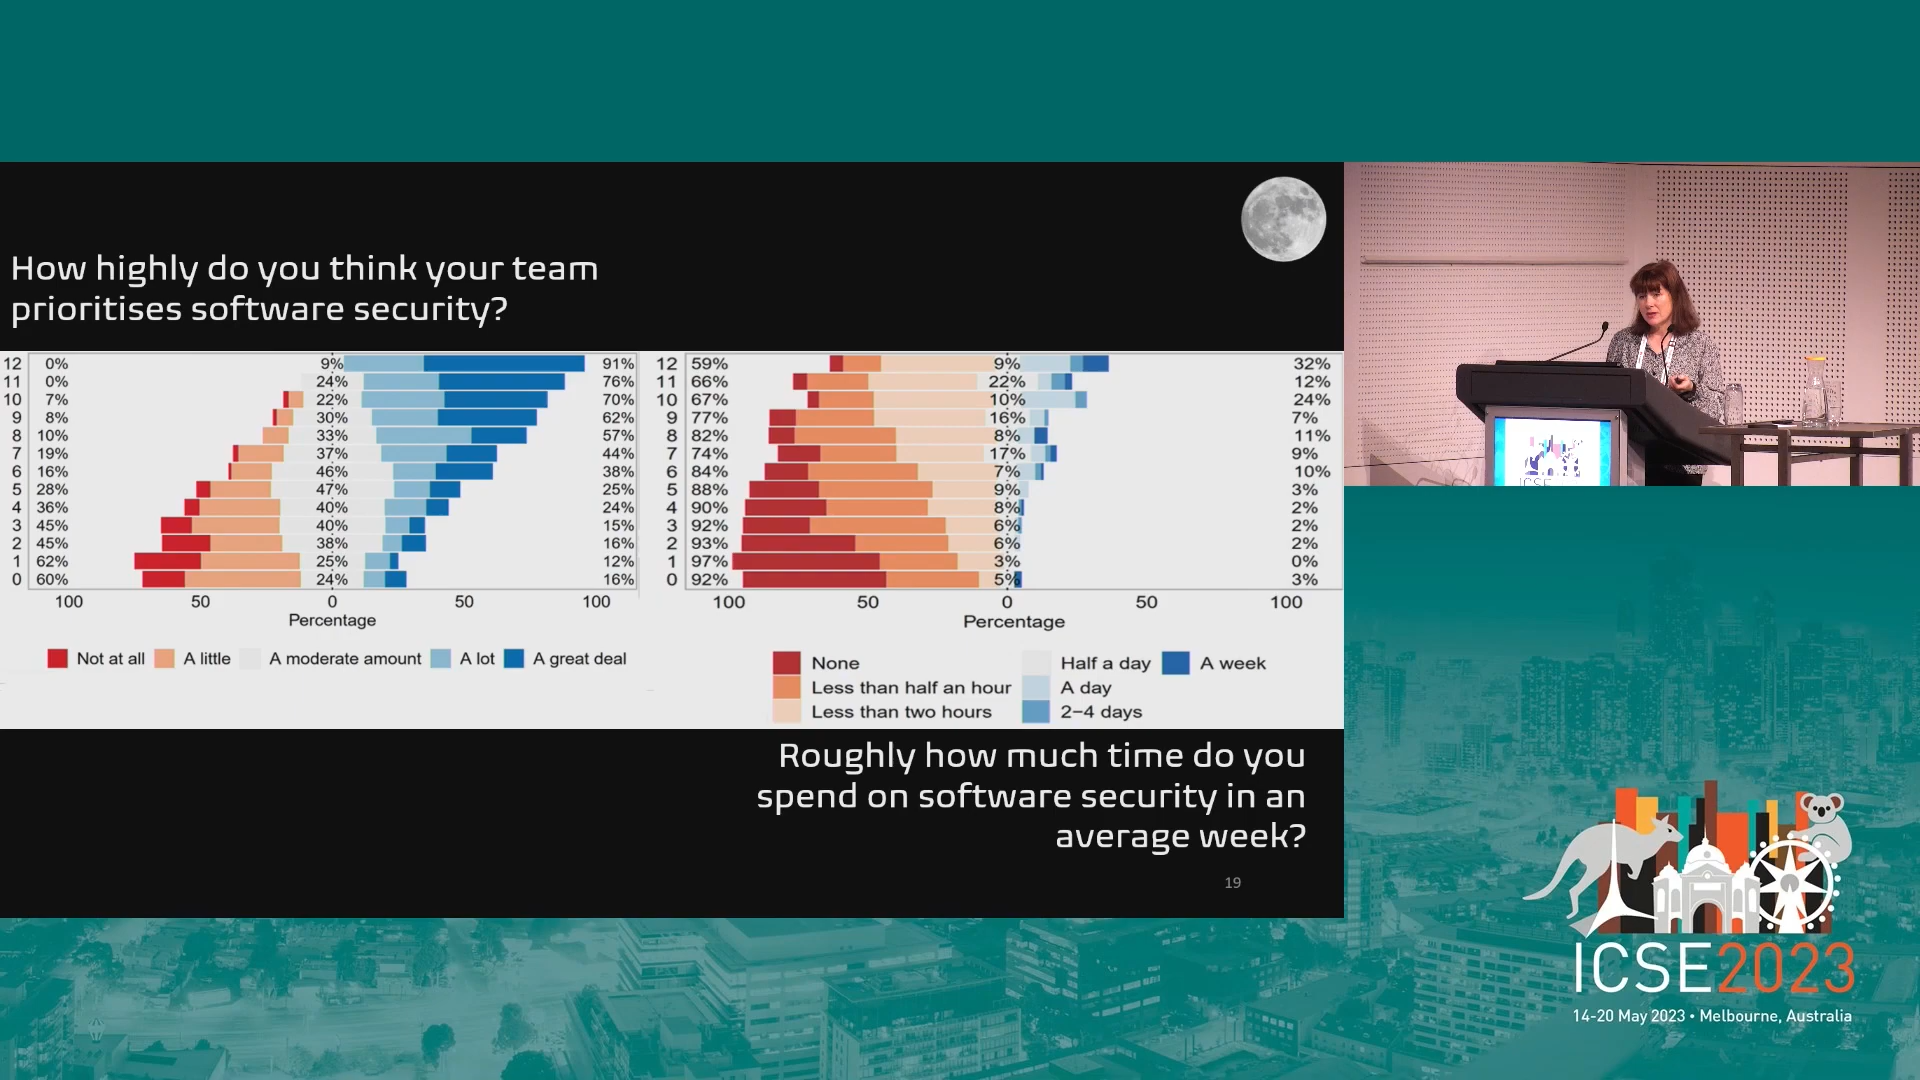 How highly do you think your team
prioritises software security?
12 0% 9% 91%
11 0% 24% 76%
10 7% 22% 70%
9 8% 30% 62%
8 10% 33% 57%
7 19% 37% 44%
6 16% 46% 38%
5 28% 47% 25%
4 36% 40% 24%
3 45% 40% 15%
2 45% 38% 16%
1 62% 25% 12%
0 60% 24% 16%
100 50 0 50 100
Percentage
Not at all A little A moderate amount A lot A great deal
12 59% 9% 32%
11 66% 22% 12%
10 67% 10% 24%
9 77% 16% 7%
8 82% 8% 11%
7 74% 17% 9%
6 84% 7% 10%
5 88% 9% 3%
4 90% 8% 2%
3 92% 6% 2%
2 93% 6% 2%
1 97% 3% 0%
0 92% 5% 3%
100 50 0 50 100
Percentage
None Half a day A week
Less than half an hour A day
Less than two hours 2−4 days
Roughly how much time do you
spend on software security in an
average week?
19
ICSE
ICSE2023
14-20 May 2023 • Melbourne, Australia